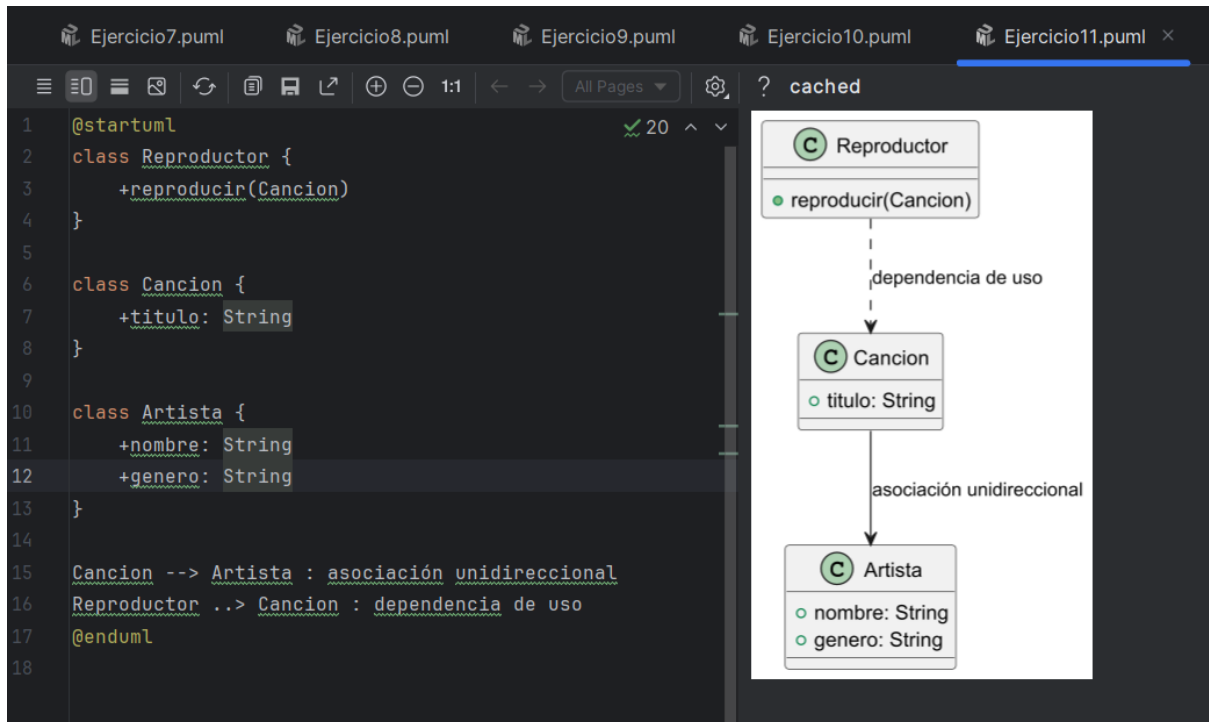 Ejercicio7.puml Ejercicio8.puml Ejercicio9.puml Ejercicio10.puml Ejercicio11.puml
1:1 All Pages ? cached
1 @startuml 20
2 class Reproductor {
3 +reproducir(Cancion)
4 }
5
6 class Cancion {
7 +titulo: String
8 }
9
10 class Artista {
11 +nombre: String
12 +genero: String
13 }
14
15 Cancion --> Artista : asociación unidireccional
16 Reproductor ..> Cancion : dependencia de uso
17 @enduml
18
C Reproductor
reproducir(Cancion)
dependencia de uso
C Cancion
titulo: String
asociación unidireccional
C Artista
nombre: String
genero: String